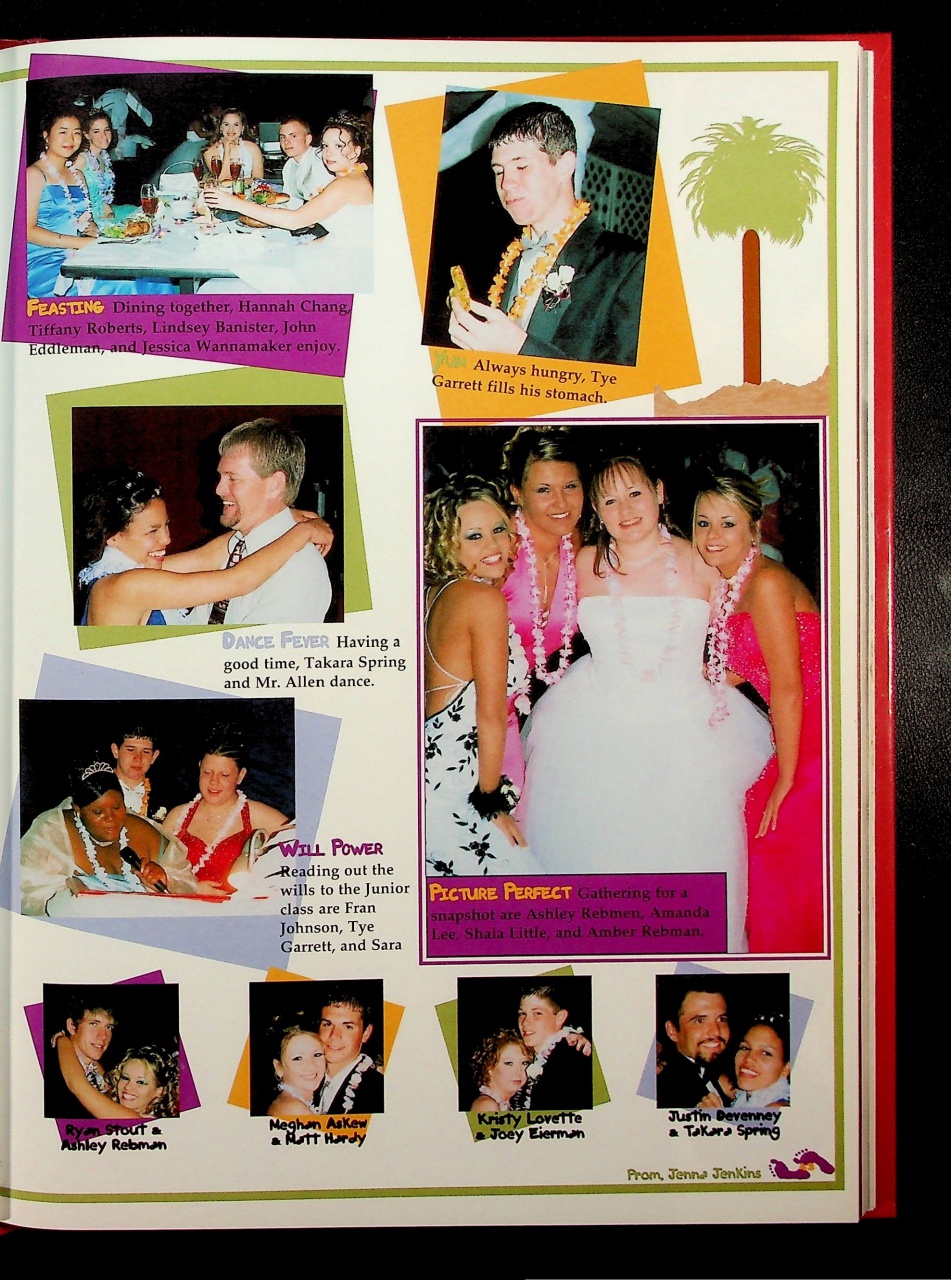 FEASTING Dining together, Hannah Chang,
Tiffany Roberts, Lindsey Banister, John
Eddleman, and Jessica Wannamaker enjoy.
YUM Always hungry, Tye
Garrett fills his stomach.
DANCE FEVER Having a
good time, Takara Spring
and Mr. Allen dance.
WILL POWER
Reading out the
wills to the Junior
class are Fran
Johnson, Tye
Garrett, and Sara
PICTURE PERFECT Gathering for a
snapshot are Ashley Rebmen, Amanda
Lee, Shala Little, and Amber Rebman.
Ryan Stout &
Ashley Rebman
Meghan AsKew
& Matt Hardy
Kristy Lovette
& Joey Eierman
Justin Devenney
& TaKara Spring
Prom, Jenna JenKins